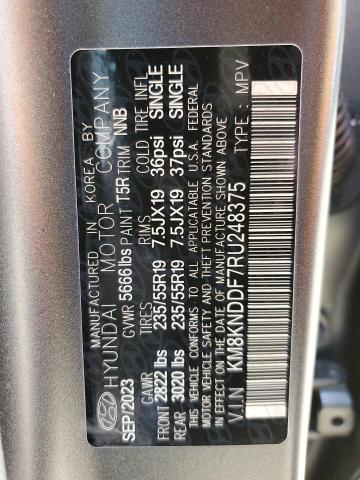 MANUFACTURED IN KOREA BY
HYUNDAI MOTOR COMPANY
SEP/2023 GVWR 5666 lbs PAINT T5R TRIM NNB
GAWR TIRES RIMS COLD TIRE INFL
FRONT 2822 lbs 235/55R19 7.5JX19 36psi SINGLE
REAR 3020 lbs 235/55R19 7.5JX19 37psi SINGLE
THIS VEHICLE CONFORMS TO ALL APPLICABLE U.S.A. FEDERAL
MOTOR VEHICLE SAFETY AND THEFT PREVENTION STANDARDS
IN EFFECT ON THE DATE OF MANUFACTURE SHOWN ABOVE.
V.I.N : KM8KNDDF7RU248375 TYPE : MPV